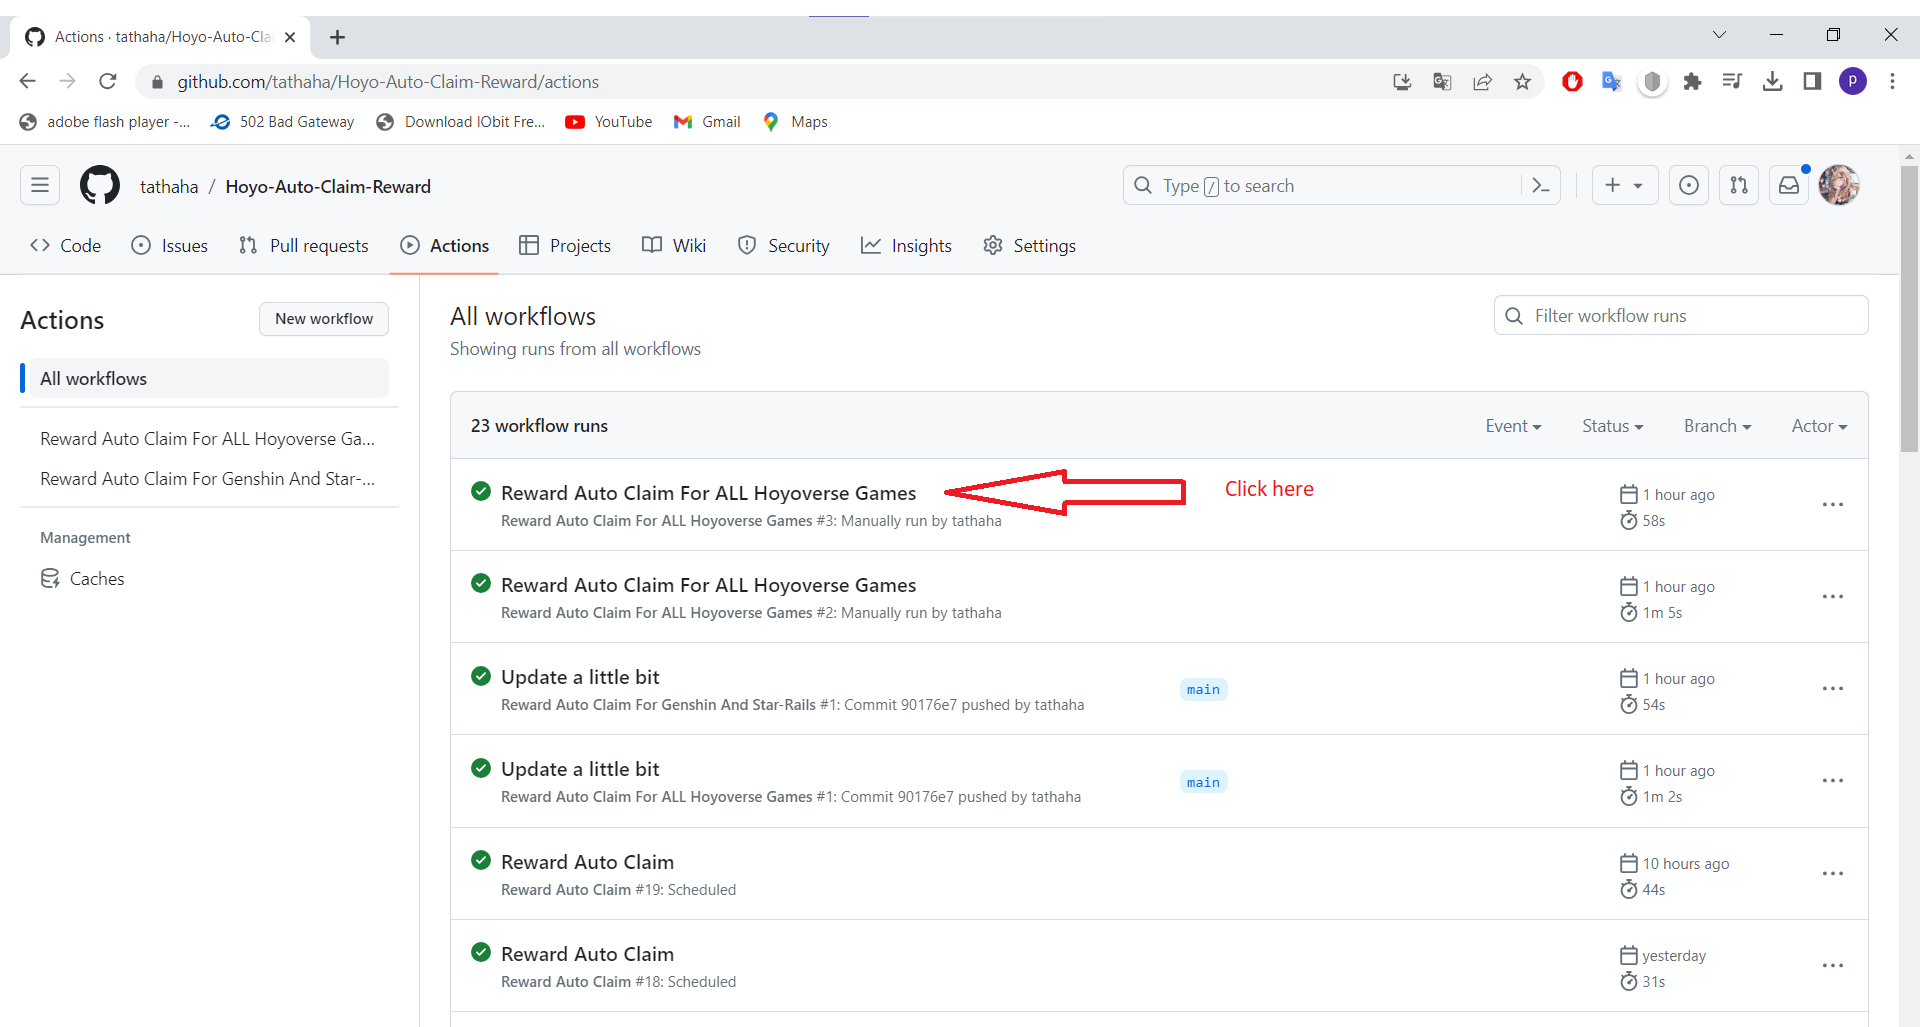 Actions · tathaha/Hoyo-Auto-Cla
github.com/tathaha/Hoyo-Auto-Claim-Reward/actions
P
adobe flash player -... 502 Bad Gateway Download IObit Fre... YouTube Gmail Maps
tathaha / Hoyo-Auto-Claim-Reward
Type / to search
Code Issues Pull requests Actions Projects Wiki Security Insights Settings
Actions
New workflow
All workflows
Reward Auto Claim For ALL Hoyoverse Ga...
Reward Auto Claim For Genshin And Star-...
Management
Caches
All workflows
Showing runs from all workflows
Filter workflow runs
23 workflow runs
Event Status Branch Actor
Reward Auto Claim For ALL Hoyoverse Games
Reward Auto Claim For ALL Hoyoverse Games #3: Manually run by tathaha
Click here
1 hour ago
58s
Reward Auto Claim For ALL Hoyoverse Games
Reward Auto Claim For ALL Hoyoverse Games #2: Manually run by tathaha
1 hour ago
1m 5s
Update a little bit
Reward Auto Claim For Genshin And Star-Rails #1: Commit 90176e7 pushed by tathaha
main
1 hour ago
54s
Update a little bit
Reward Auto Claim For ALL Hoyoverse Games #1: Commit 90176e7 pushed by tathaha
main
1 hour ago
1m 2s
Reward Auto Claim
Reward Auto Claim #19: Scheduled
10 hours ago
44s
Reward Auto Claim
Reward Auto Claim #18: Scheduled
yesterday
31s